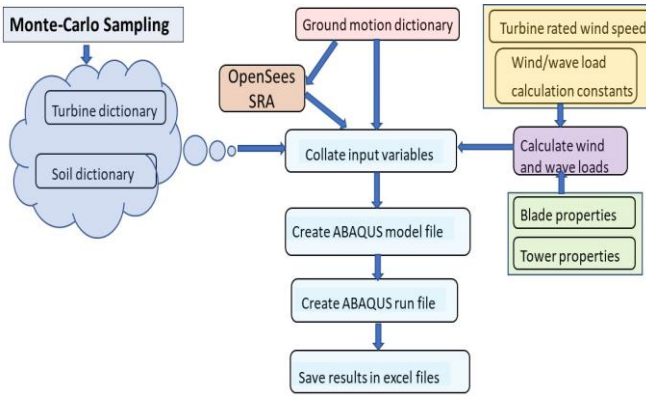 Monte-Carlo Sampling
Turbine dictionary
Soil dictionary
Ground motion dictionary
OpenSees
SRA
Collate input variables
Create ABAQUS model file
Create ABAQUS run file
Save results in excel files
Turbine rated wind speed
Wind/wave load
calculation constants
Calculate wind
and wave loads
Blade properties
Tower properties